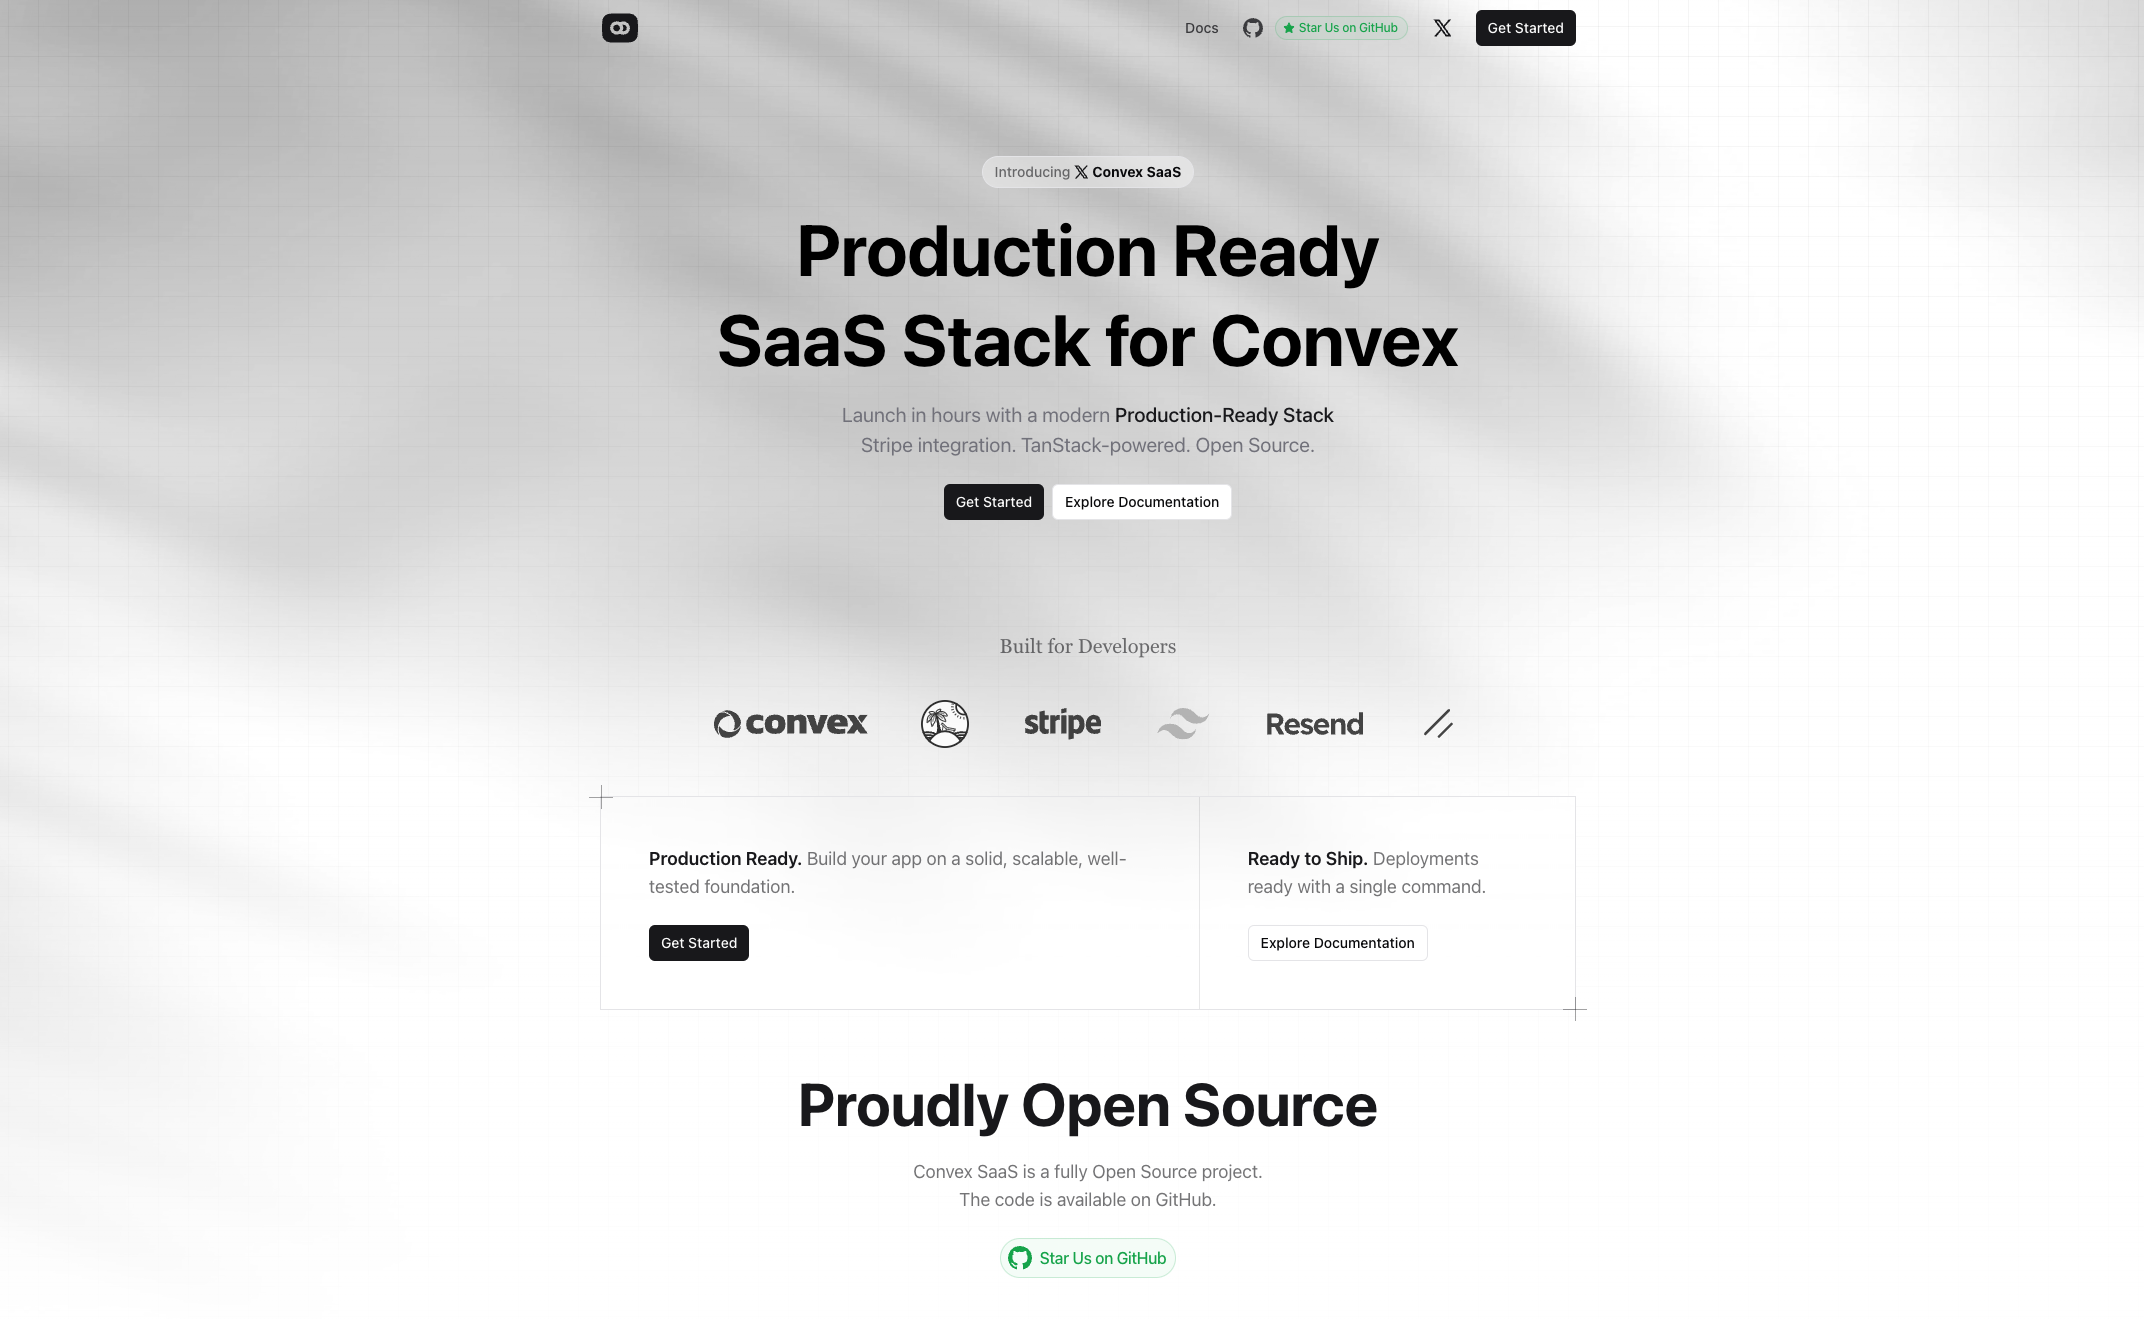 Docs
Star Us on GitHub
Get Started
Introducing X Convex SaaS
Production Ready
SaaS Stack for Convex
Launch in hours with a modern Production-Ready Stack
Stripe integration. TanStack-powered. Open Source.
Get Started
Explore Documentation
Built for Developers
convex
stripe
Resend
Production Ready. Build your app on a solid, scalable, well-
tested foundation.
Get Started
Ready to Ship. Deployments
ready with a single command.
Explore Documentation
Proudly Open Source
Convex SaaS is a fully Open Source project.
The code is available on GitHub.
Star Us on GitHub